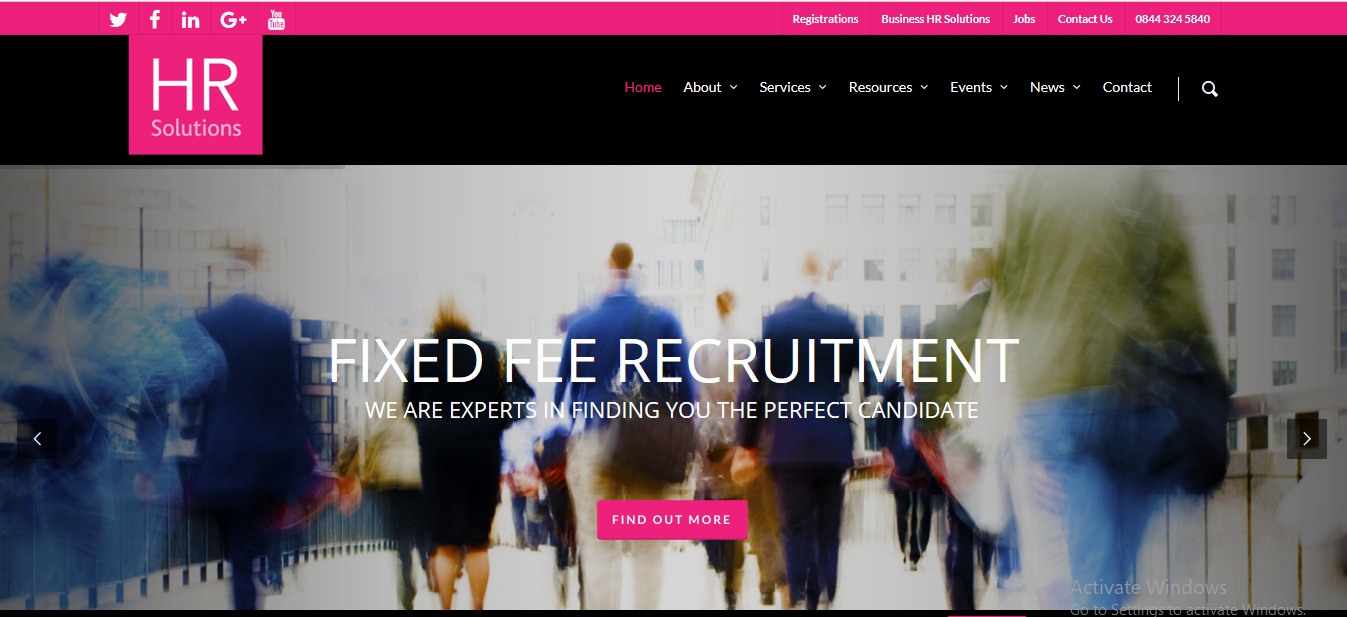 You
Tube
Registrations
Business HR Solutions
Jobs
Contact Us
0844 324 5840
HR
Solutions
Home
About
Services
Resources
Events
News
Contact
FIXED FEE RECRUITMENT
WE ARE EXPERTS IN FINDING YOU THE PERFECT CANDIDATE
FIND OUT MORE
Activate Windows
Go to Settings to activate Windows.